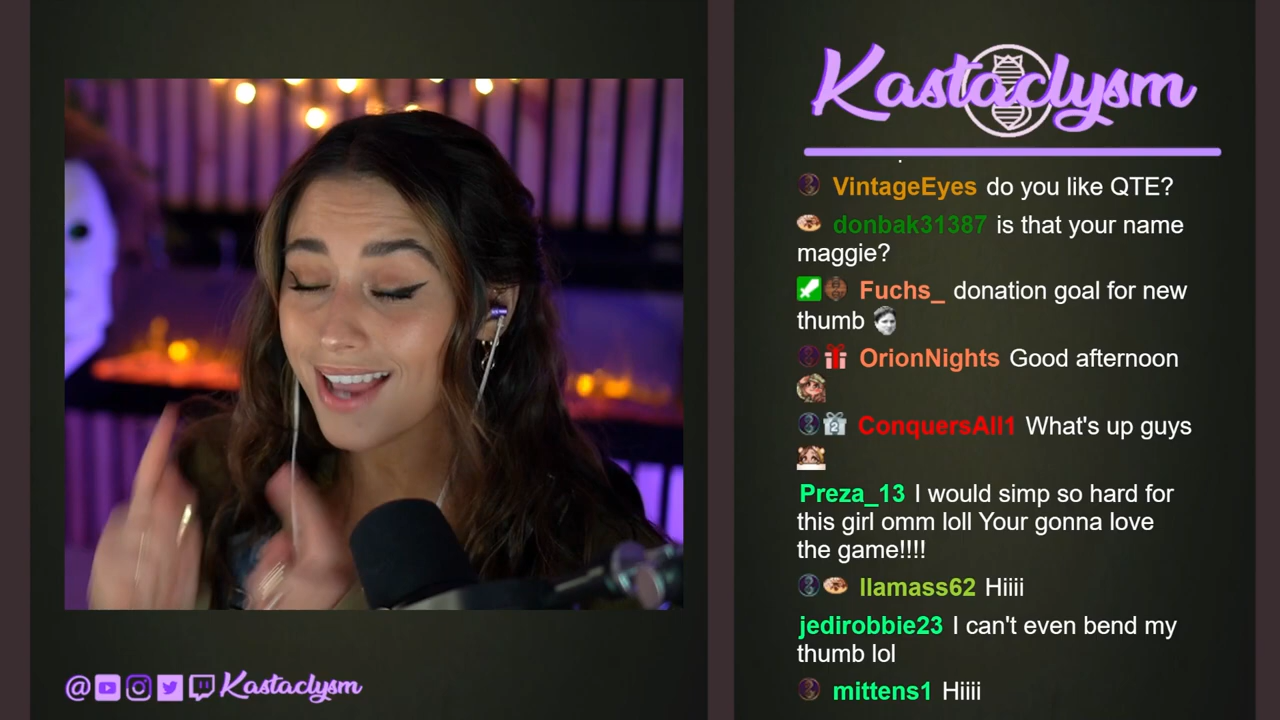 Kastaclysm
VintageEyes do you like QTE?
donbak31387 is that your name
maggie?
Fuchs_ donation goal for new
thumb
OrionNights Good afternoon
2 ConquersAll1 What's up guys
Preza_13 I would simp so hard for
this girl omm loll Your gonna love
the game!!!!
llamass62 Hiiii
jedirobbie23 I can't even bend my
thumb lol
mittens1 Hiiii
@ Kastaclysm